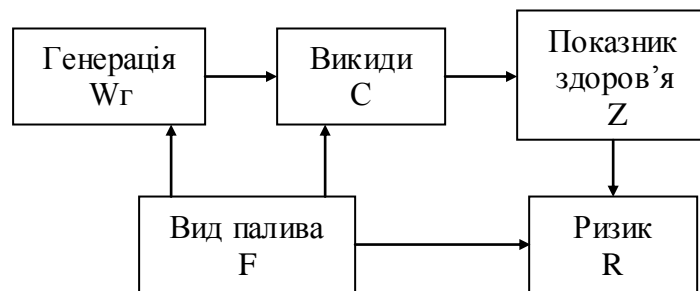 Генерація
Wг
Викиди
C
Показник
здоров’я
Z
Вид палива
F
Ризик
R